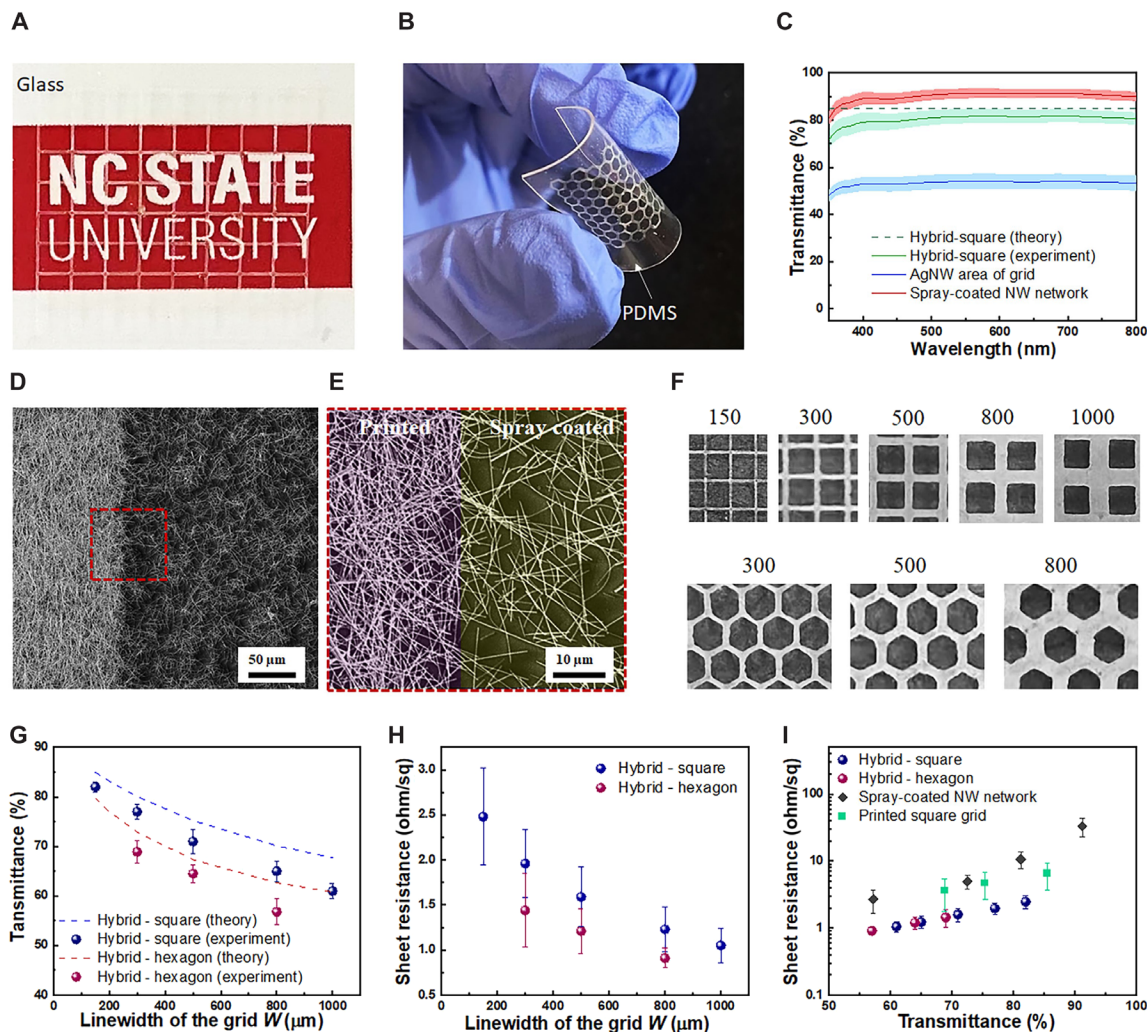 A
B
C
Glass
NC STATE
UNIVERSITY
PDMS
Transmittance (%)
100
80
60
40
20
0
Hybrid-square (theory)
Hybrid-square (experiment)
AgNW area of grid
Spray-coated NW network
400
500
600
700
800
Wavelength (nm)
D
E
F
50 µm
Printed
Spray coated
10 µm
150
300
500
800
1000
300
500
800
G
H
I
Tansmittance (%)
90
80
70
60
50
40
Hybrid - square (theory)
Hybrid - square (experiment)
Hybrid - hexagon (theory)
Hybrid - hexagon (experiment)
0
200
400
600
800
1000
Linewidth of the grid W (µm)
Sheet resistance (ohm/sq)
3.0
2.5
2.0
1.5
1.0
0.5
Hybrid - square
Hybrid - hexagon
0
200
400
600
800
1000
Linewidth of the grid W (µm)
Sheet resistance (ohm/sq)
100
10
1
0.1
Hybrid - square
Hybrid - hexagon
Spray-coated NW network
Printed square grid
50
60
70
80
90
100
Transmittance (%)